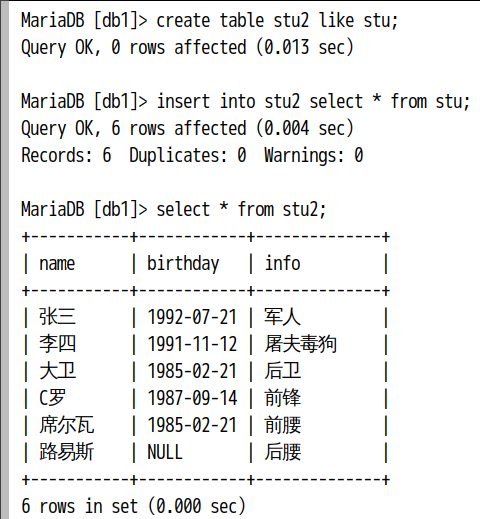 MariaDB [db1]> create table stu2 like stu;
Query OK, 0 rows affected (0.013 sec)
MariaDB [db1]> insert into stu2 select * from stu;
Query OK, 6 rows affected (0.004 sec)
Records: 6  Duplicates: 0  Warnings: 0
MariaDB [db1]> select * from stu2;
+-----------+------------+--------------+
| name      | birthday   | info         |
+-----------+------------+--------------+
| 张三      | 1992-07-21 | 军人         |
| 李四      | 1991-11-12 | 屠夫毒狗     |
| 大卫      | 1985-02-21 | 后卫         |
| C罗       | 1987-09-14 | 前锋         |
| 席尔瓦    | 1985-02-21 | 前腰         |
| 路易斯    | NULL       | 后腰         |
+-----------+------------+--------------+
6 rows in set (0.000 sec)